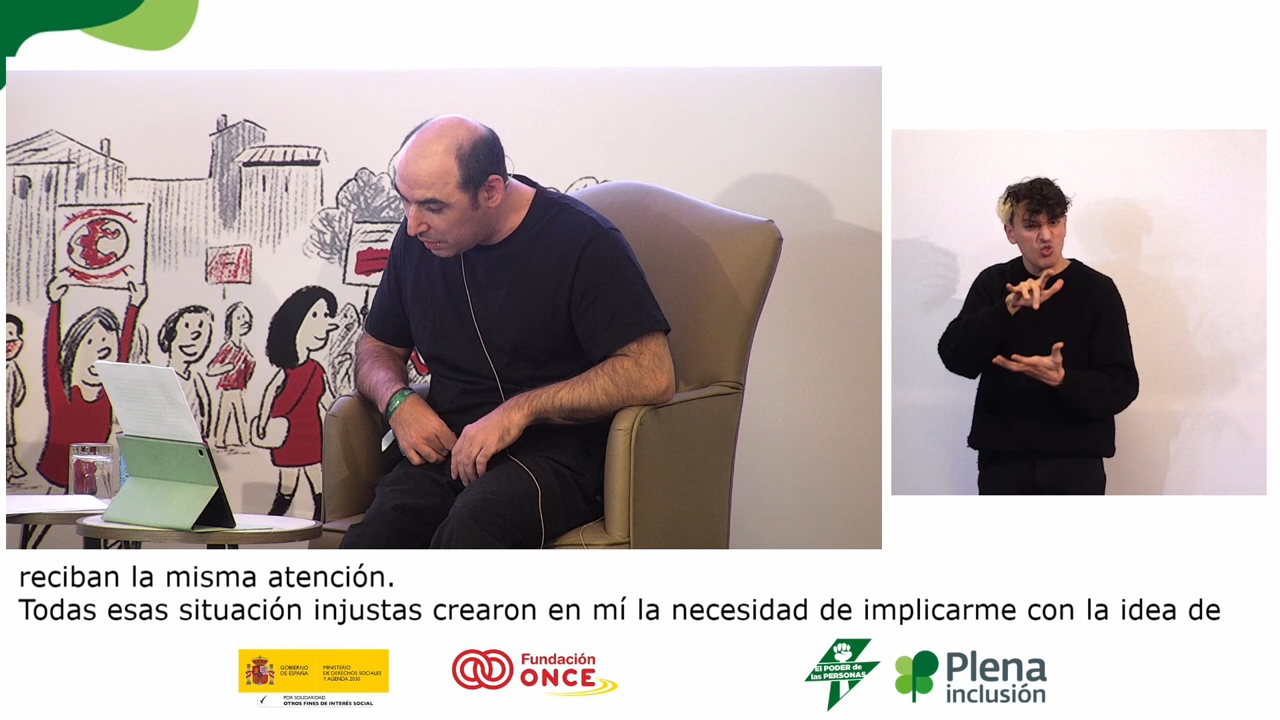 reciban la misma atención.
Todas esas situación injustas crearon en mí la necesidad de implicarme con la idea de
GOBIERNO
DE ESPAÑA
MINISTERIO
DE DERECHOS SOCIALES
Y AGENDA 2030
POR SOLIDARIDAD
OTROS FINES DE INTERÉS SOCIAL
Fundación
ONCE
El PODER de
las PERSONAS
Plena
inclusión